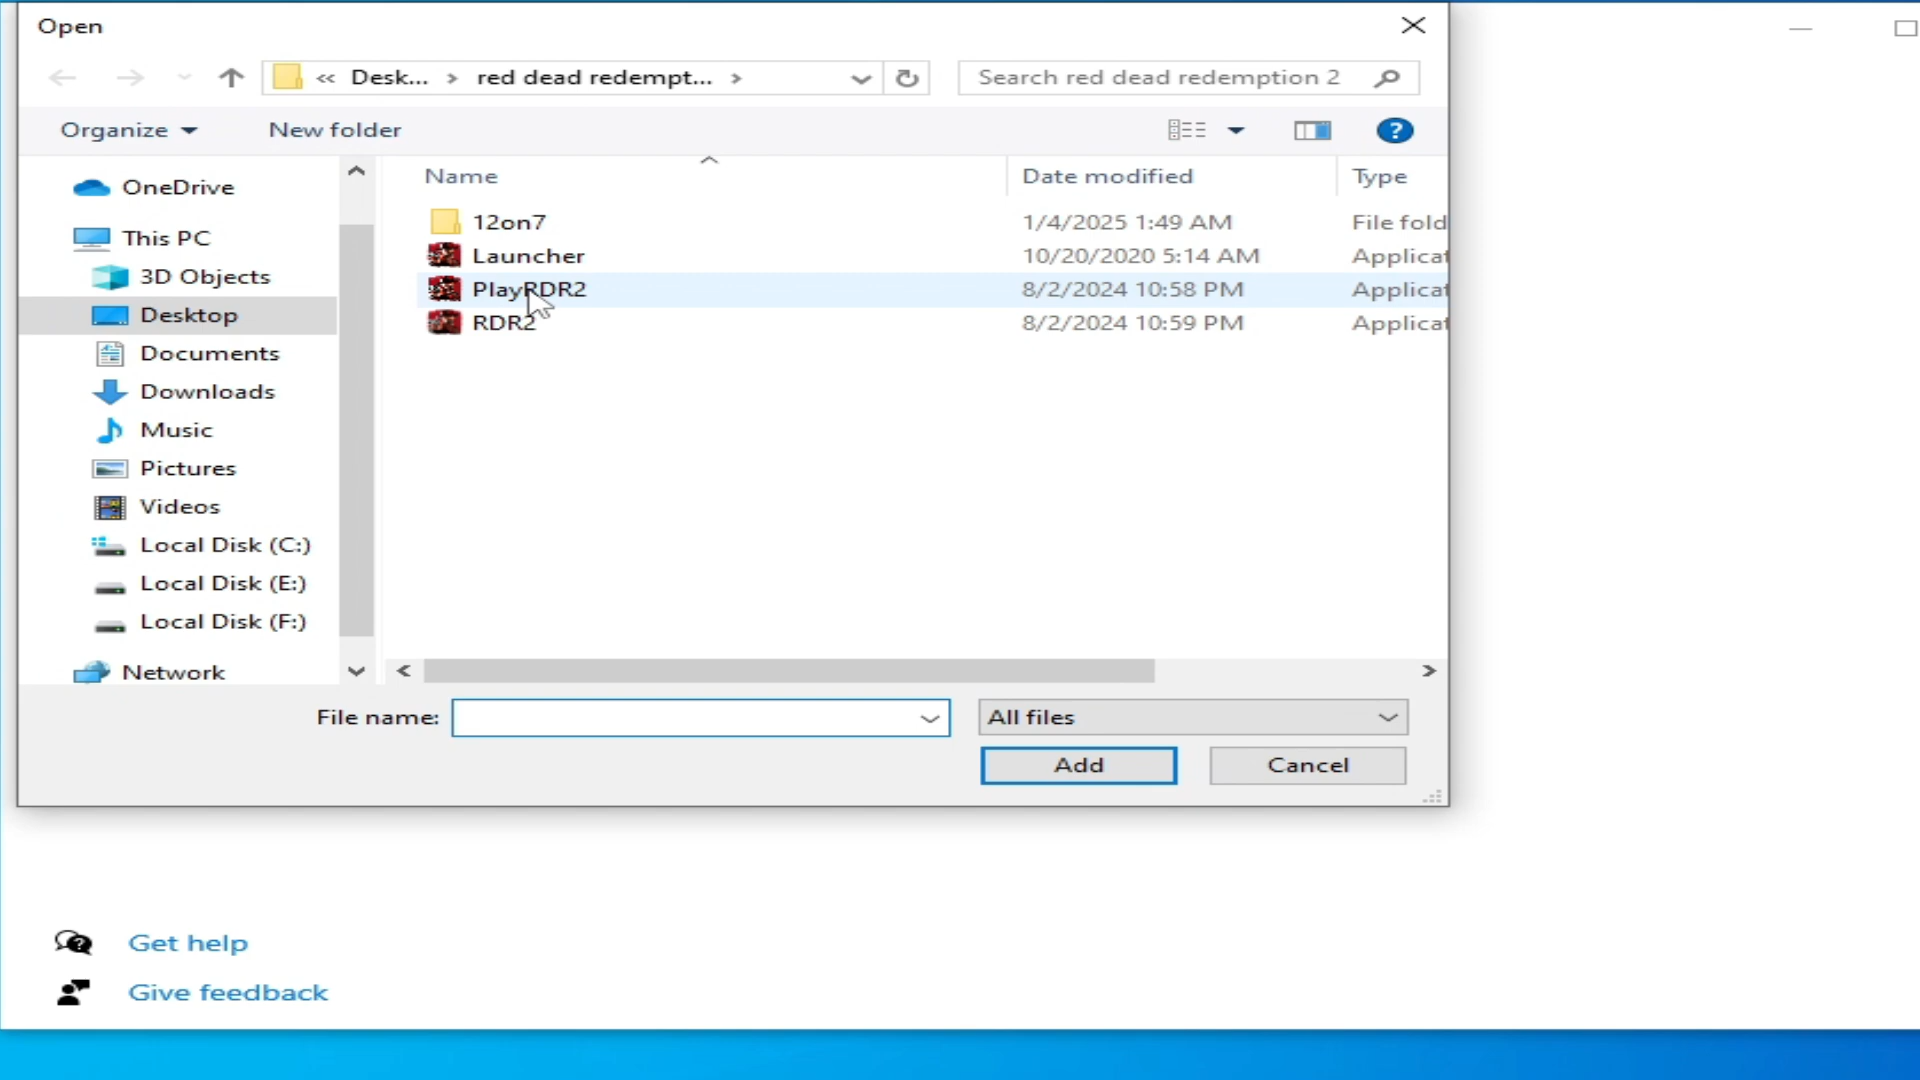 Open
« Desk... › red dead redempt... ›
Search red dead redemption 2
Organize
New folder
Name
Date modified
Type
OneDrive
This PC
3D Objects
Desktop
Documents
Downloads
Music
Pictures
Videos
Local Disk (C:)
Local Disk (E:)
Local Disk (F:)
Network
12on7 1/4/2025 1:49 AM File fold
Launcher 10/20/2020 5:14 AM Applicat
PlayRDR2 8/2/2024 10:58 PM Applicat
RDR2 8/2/2024 10:59 PM Applicat
File name:
All files
Add
Cancel
Get help
Give feedback